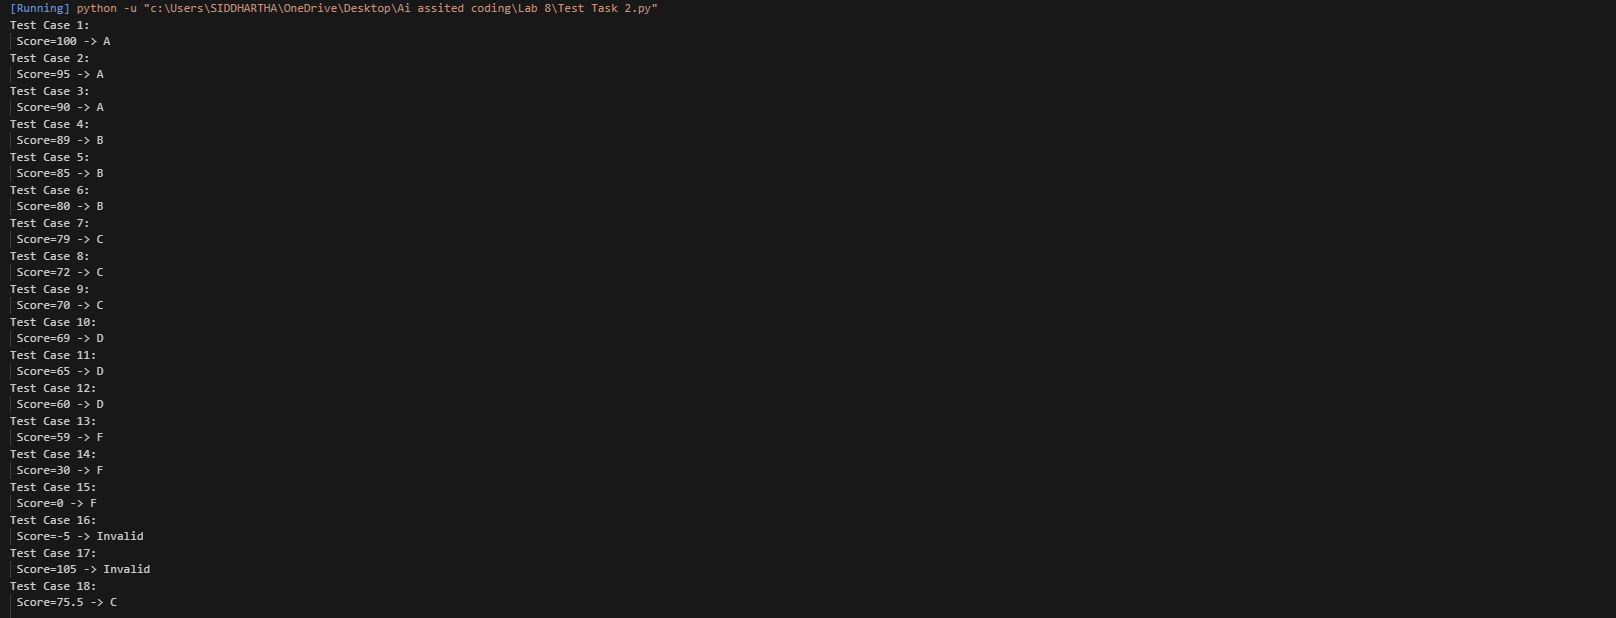 [Running] python -u "c:\Users\SIDDHARTHA\OneDrive\Desktop\Ai assited coding\Lab 8\Test Task 2.py"
Test Case 1:
 Score=100 -> A
Test Case 2:
 Score=95 -> A
Test Case 3:
 Score=90 -> A
Test Case 4:
 Score=89 -> B
Test Case 5:
 Score=85 -> B
Test Case 6:
 Score=80 -> B
Test Case 7:
 Score=79 -> C
Test Case 8:
 Score=72 -> C
Test Case 9:
 Score=70 -> C
Test Case 10:
 Score=69 -> D
Test Case 11:
 Score=65 -> D
Test Case 12:
 Score=60 -> D
Test Case 13:
 Score=59 -> F
Test Case 14:
 Score=30 -> F
Test Case 15:
 Score=0 -> F
Test Case 16:
 Score=-5 -> Invalid
Test Case 17:
 Score=105 -> Invalid
Test Case 18:
 Score=75.5 -> C